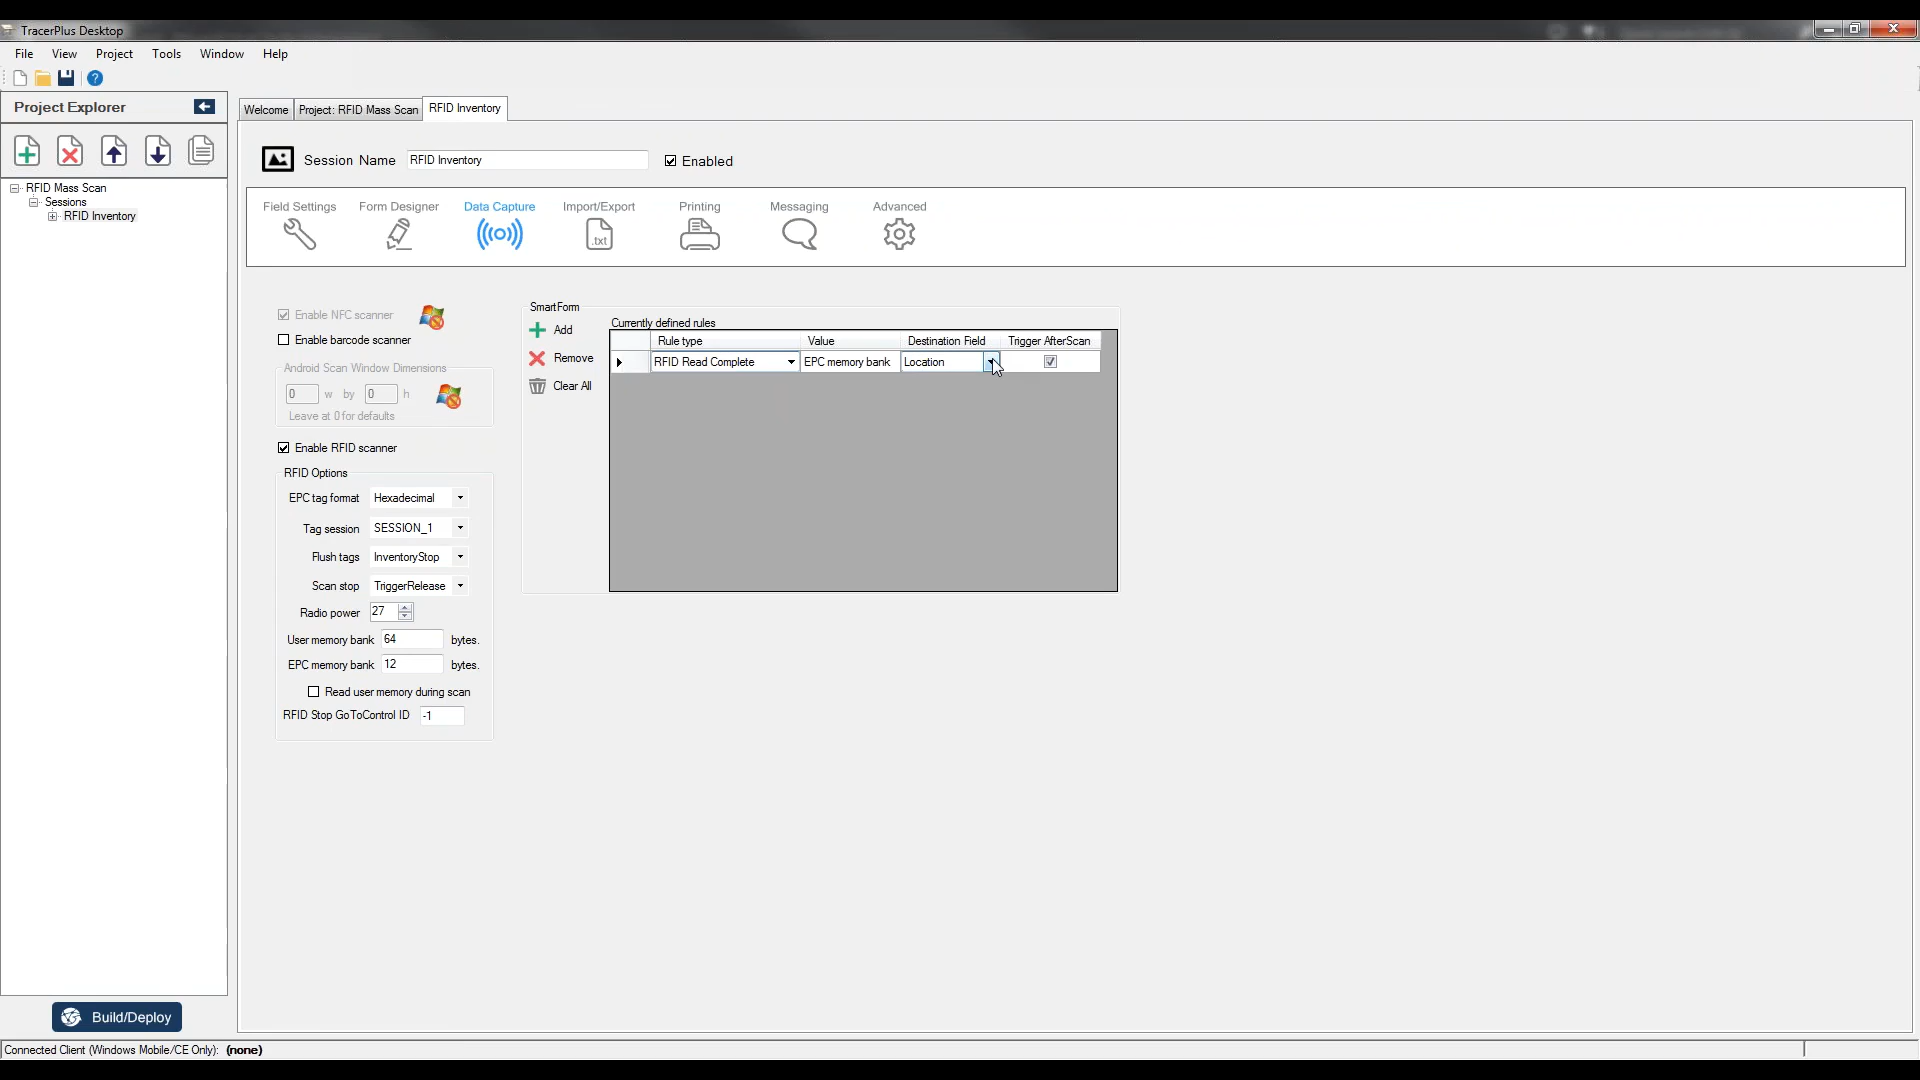 TracerPlus Desktop
File View Project Tools Window Help
Project Explorer
Welcome Project: RFID Mass Scan RFID Inventory
RFID Mass Scan
Sessions
RFID Inventory
Session Name RFID Inventory Enabled
Field Settings Form Designer Data Capture Import/Export Printing Messaging Advanced
.txt
Enable NFC scanner
Enable barcode scanner
Android Scan Window Dimensions
0 w by 0 h
Leave at 0 for defaults
Enable RFID scanner
RFID Options
EPC tag format Hexadecimal
Tag session SESSION_1
Flush tags InventoryStop
Scan stop TriggerRelease
Radio power 27
User memory bank 64 bytes.
EPC memory bank 12 bytes.
Read user memory during scan
RFID Stop GoToControl ID -1
SmartForm
Add
Remove
Clear All
Currently defined rules
Rule type Value Destination Field Trigger AfterScan
RFID Read Complete EPC memory bank Location
Build/Deploy
Connected Client (Windows Mobile/CE Only): (none)